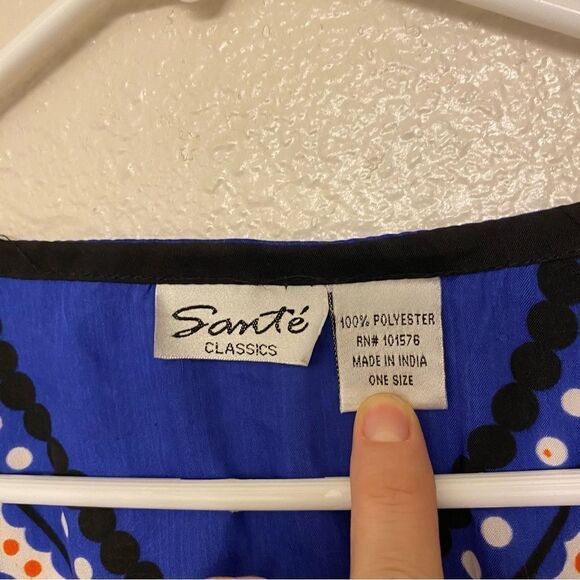 Santé
CLASSICS
100% POLYESTER
RN# 101576
MADE IN INDIA
ONE SIZE